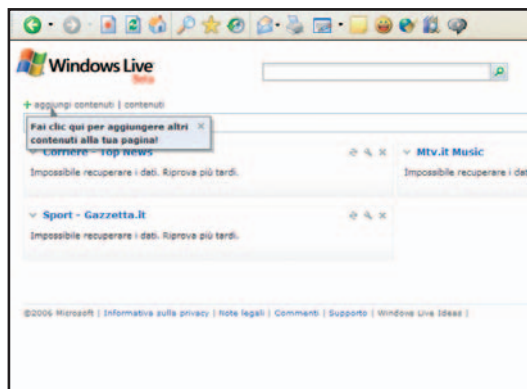 Windows Live
Beta
+ aggiungi contenuti | contenuti
Fai clic qui per aggiungere altri
contenuti alla tua pagina!
Corriere - Top News
Mtv.it Music
Impossibile recuperare i dati. Riprova più tardi.
Impossibile recuperare i dat
Sport - Gazzetta.it
Impossibile recuperare i dati. Riprova più tardi.
©2006 Microsoft | Informativa sulla privacy | Note legali | Commenti | Supporto | Windows Live Ideas |